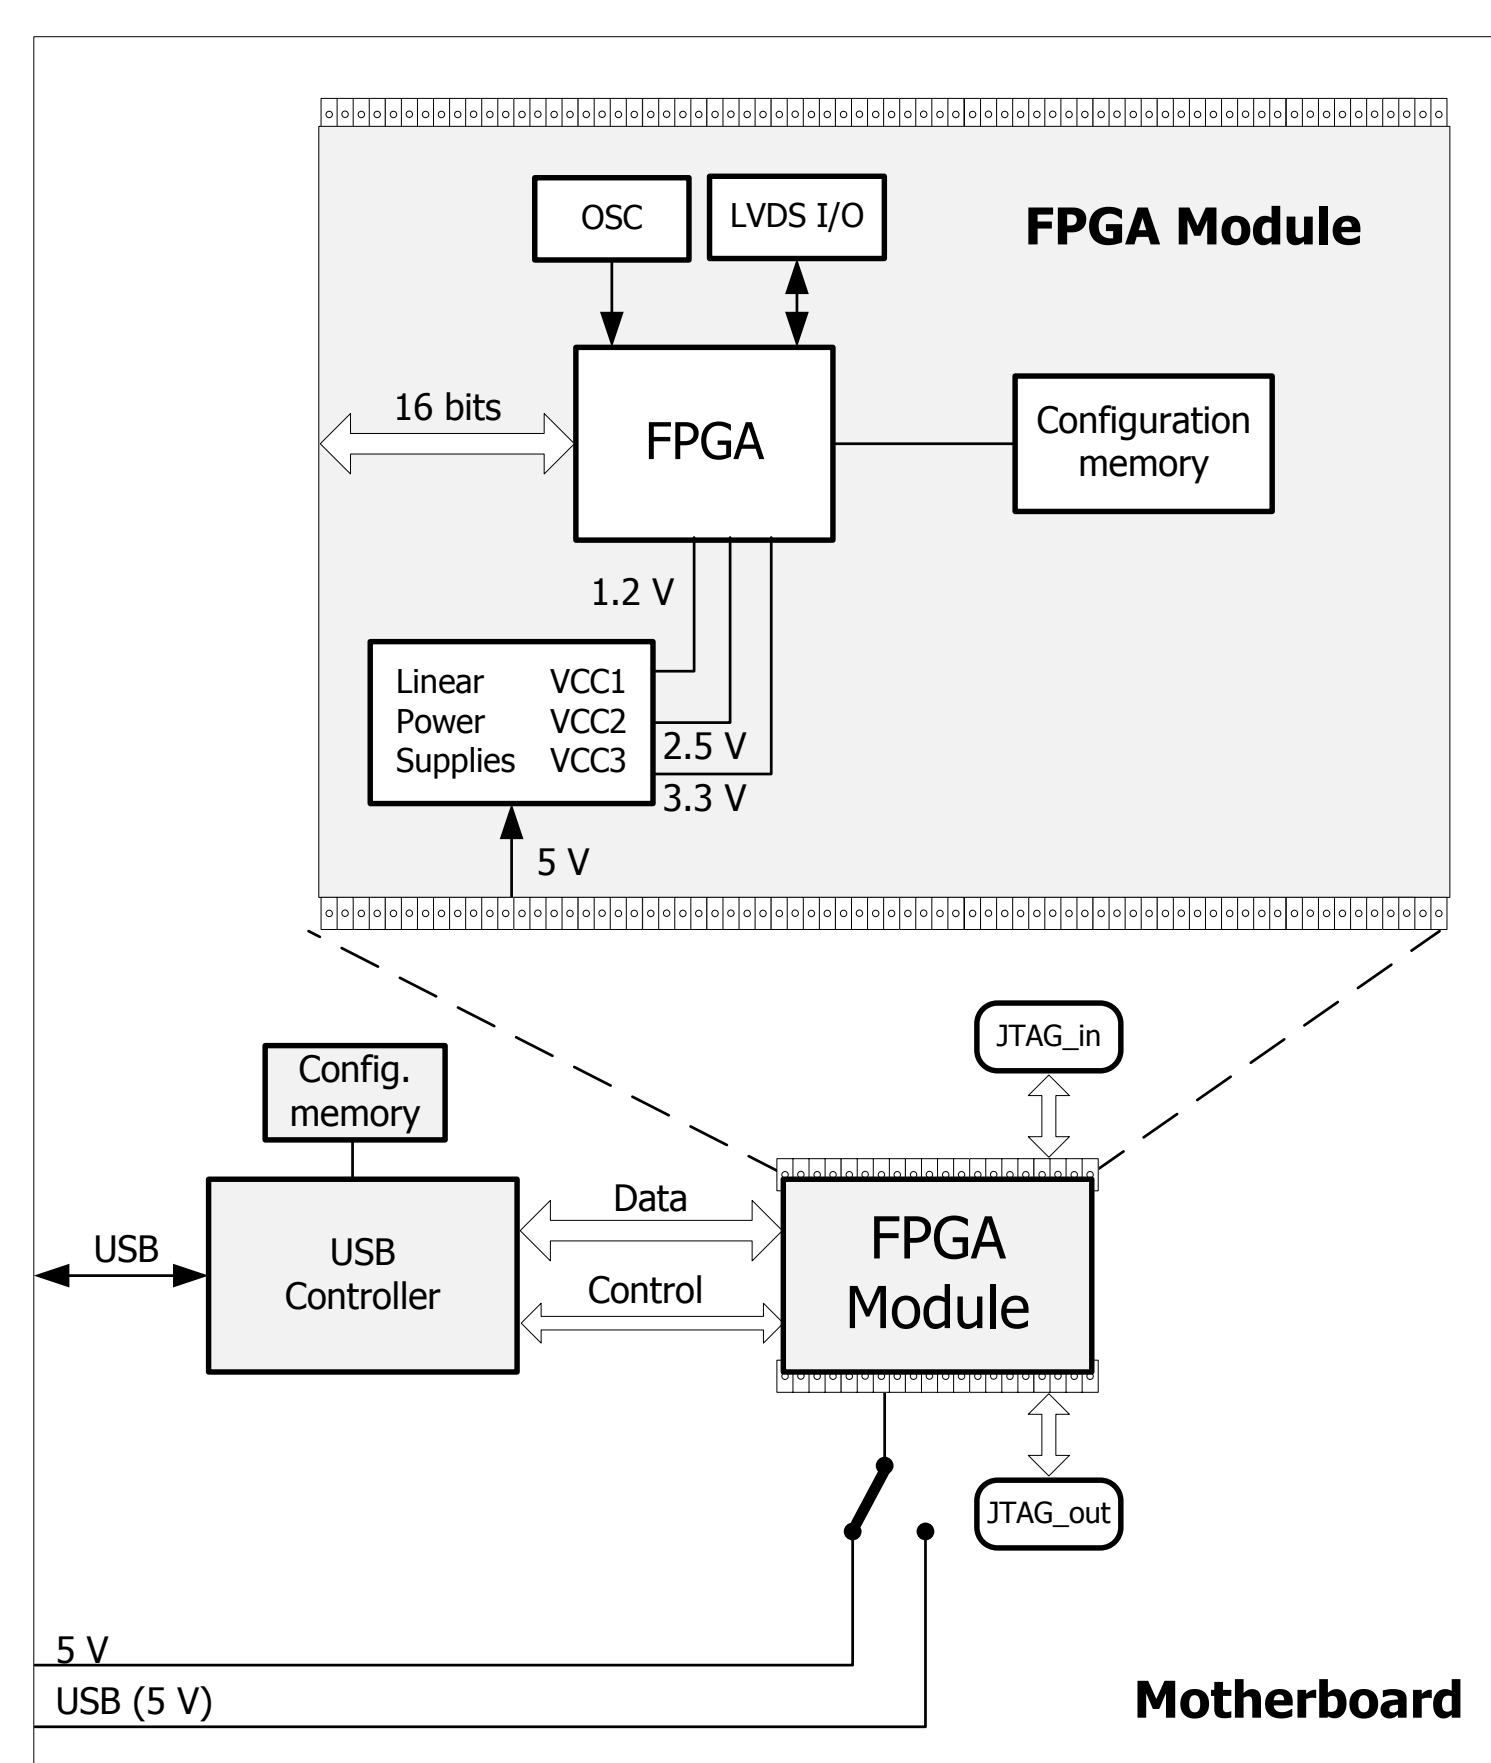 OSC
LVDS I/O
FPGA Module
16 bits
FPGA
Configuration
memory
1.2 V
Linear VCC1
Power VCC2
Supplies VCC3
2.5 V
3.3 V
5 V
JTAG_in
Config.
memory
Data
USB
USB
Controller
Control
FPGA
Module
JTAG_out
5 V
USB (5 V)
Motherboard